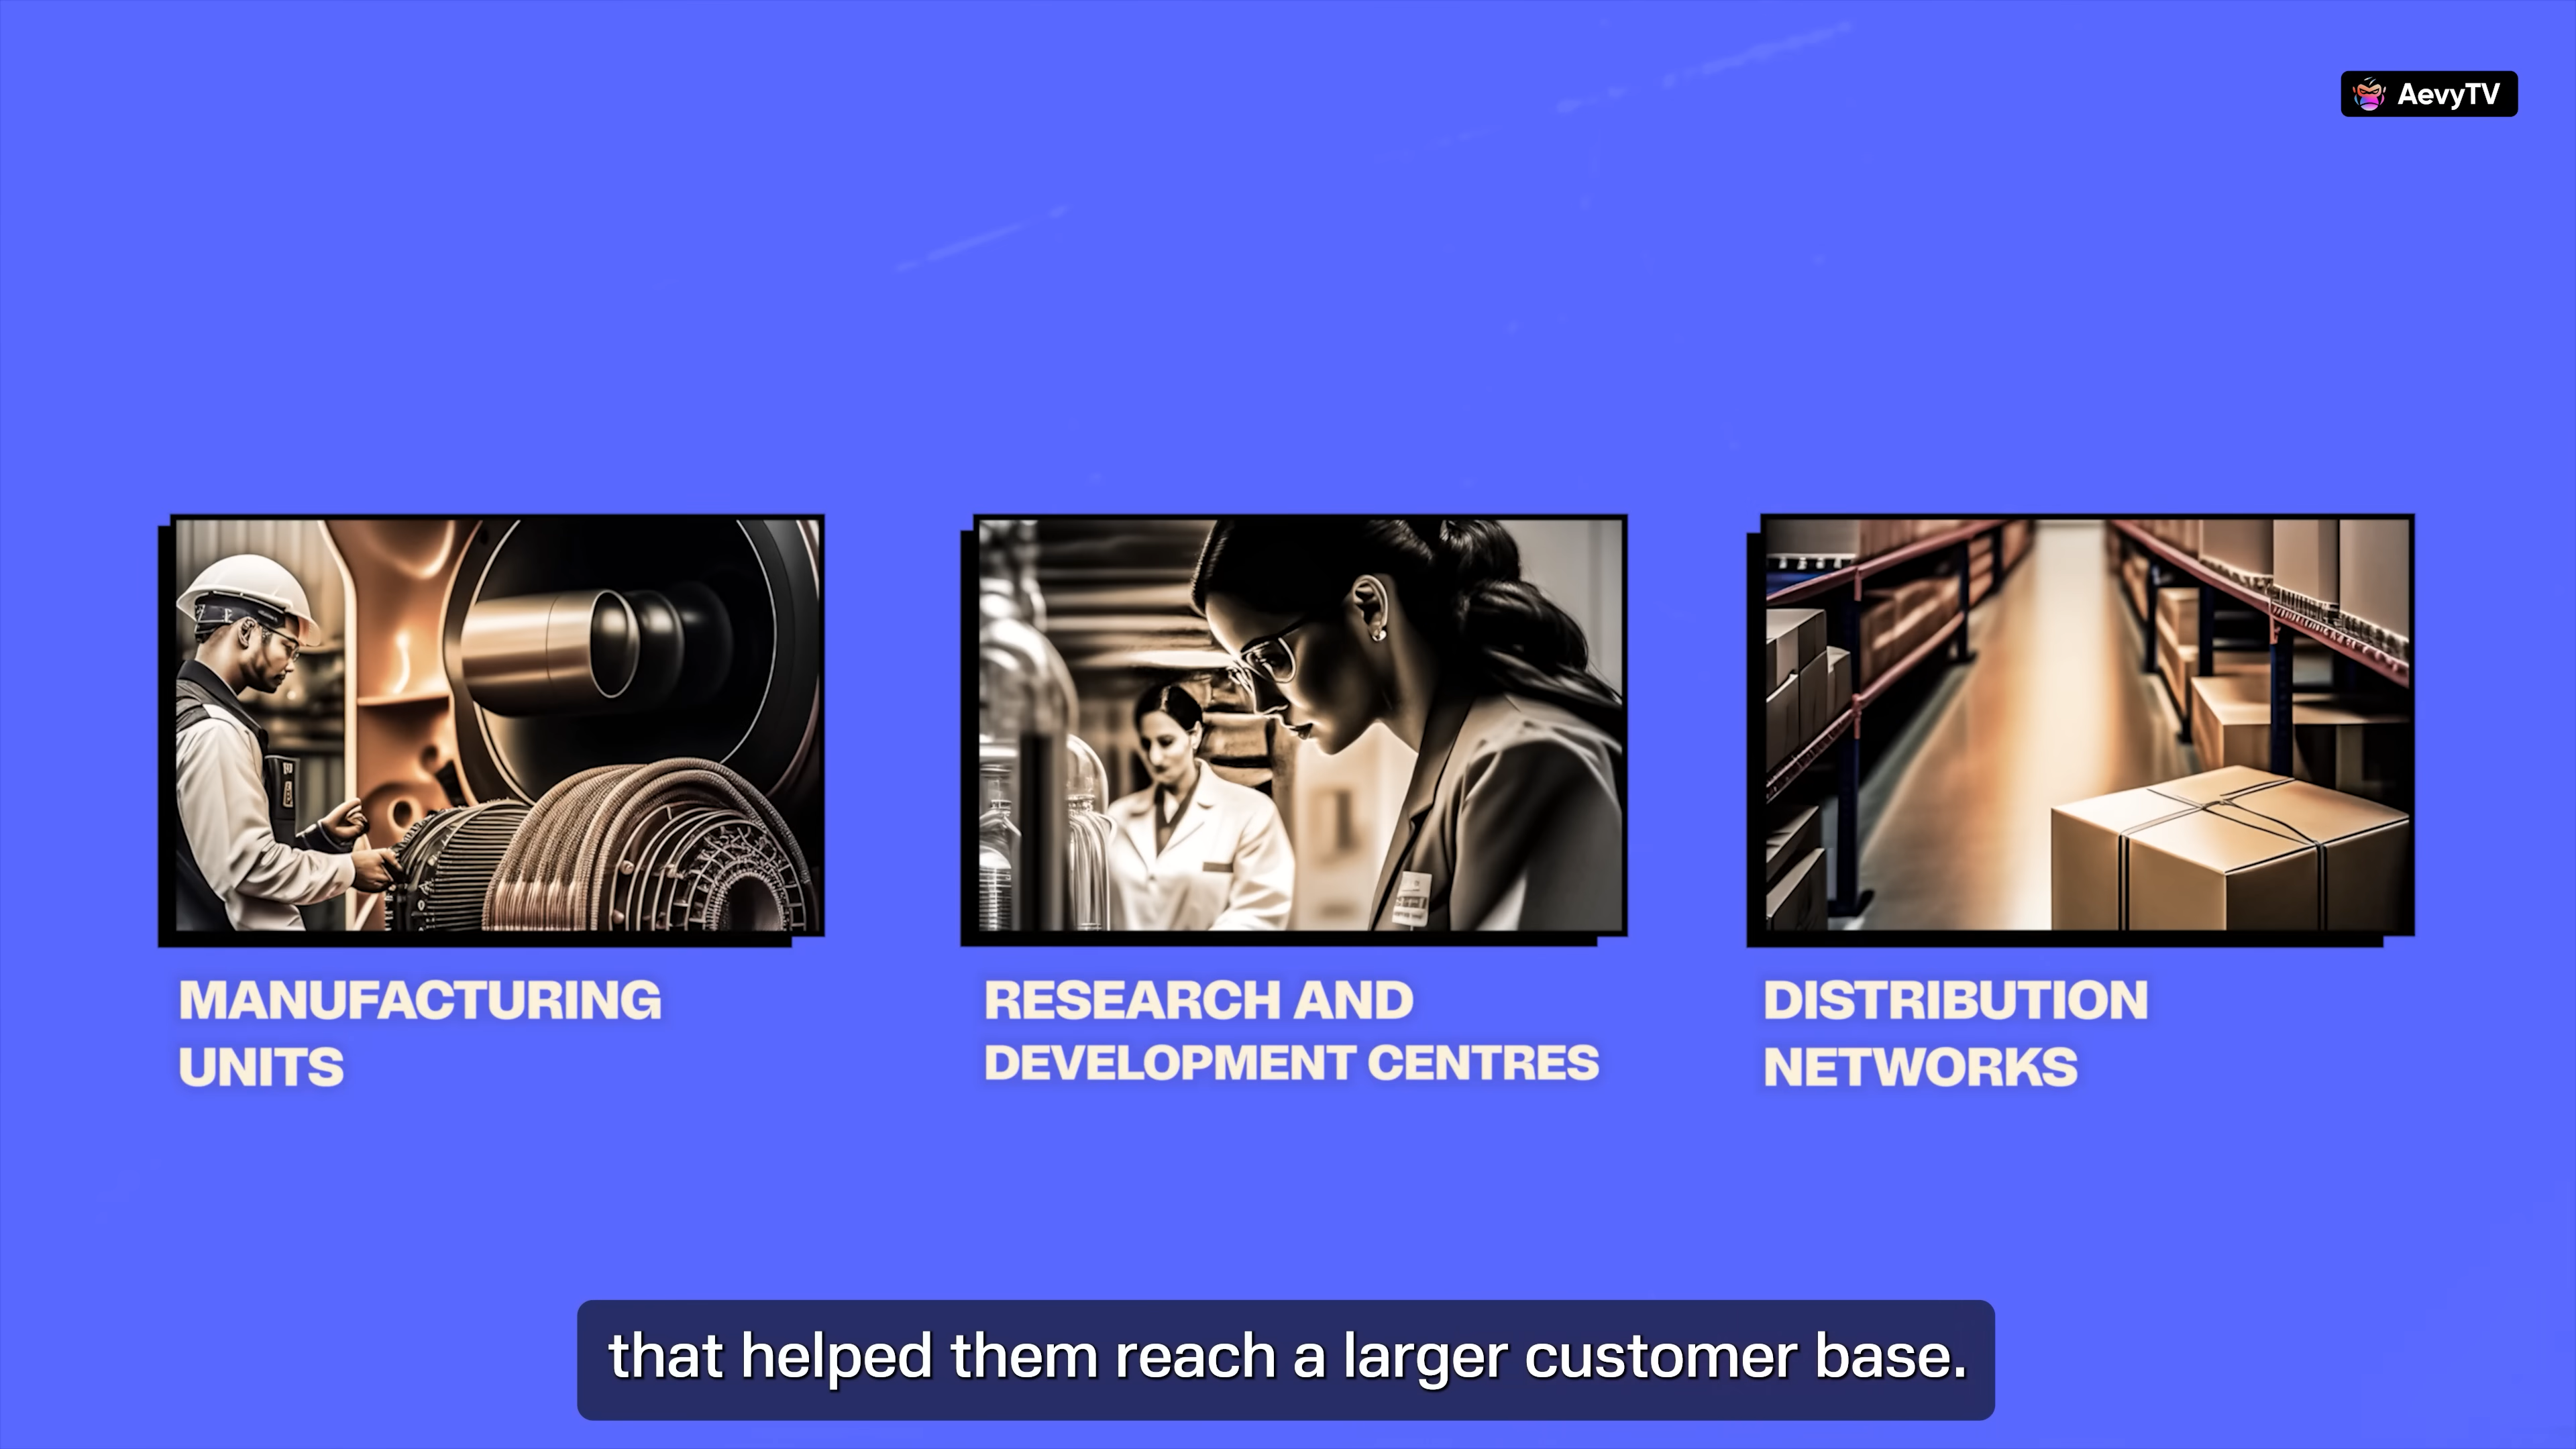 AevyTV
MANUFACTURING
UNITS
RESEARCH AND
DEVELOPMENT CENTRES
DISTRIBUTION
NETWORKS
that helped them reach a larger customer base.